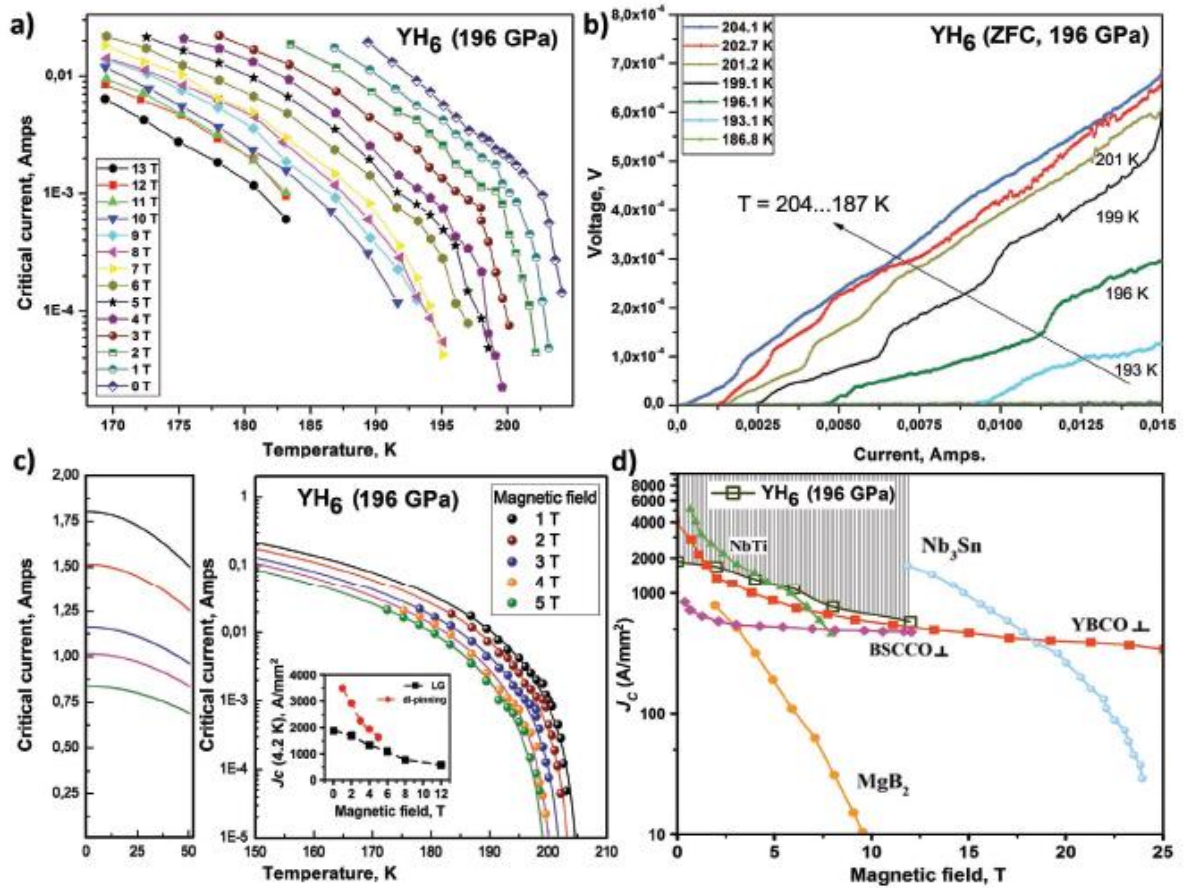 a)
YH6 (196 GPa)
Critical current, Amps
0,01
1E-3
1E-4
13 T
12 T
11 T
10 T
9 T
8 T
7 T
6 T
5 T
4 T
3 T
2 T
1 T
0 T
170 175 180 185 190 195 200
Temperature, K
b)
YH6 (ZFC, 196 GPa)
204.1 K
202.7 K
201.2 K
199.1 K
196.1 K
193.1 K
186.8 K
Voltage, V
0,0
T = 204...187 K
201 K
199 K
196 K
193 K
0,0 0,0025 0,0050 0,0075 0,0100 0,0125 0,015
Current, Amps.
c)
Critical current, Amps
2,00
1,75
1,50
1,25
1,00
0,75
0,50
0,25
0 25 50
Critical current, Amps
1
0,1
0,01
1E-3
1E-4
1E-5
YH6 (196 GPa)
Magnetic field
1 T
2 T
3 T
4 T
5 T
Jc (4.2 K), A/mm2
4000
3000
2000
1000
0
LG
dl-pinning
0 2 4 6 8 10 12
Magnetic field, T
150 160 170 180 190 200 210
Temperature, K
d)
JC (A/mm2)
8000
6000
4000
2000
1000
100
10
YH6 (196 GPa)
NbTi
Nb3Sn
YBCO⊥
BSCCO⊥
MgB2
0 5 10 15 20 25
Magnetic field, T